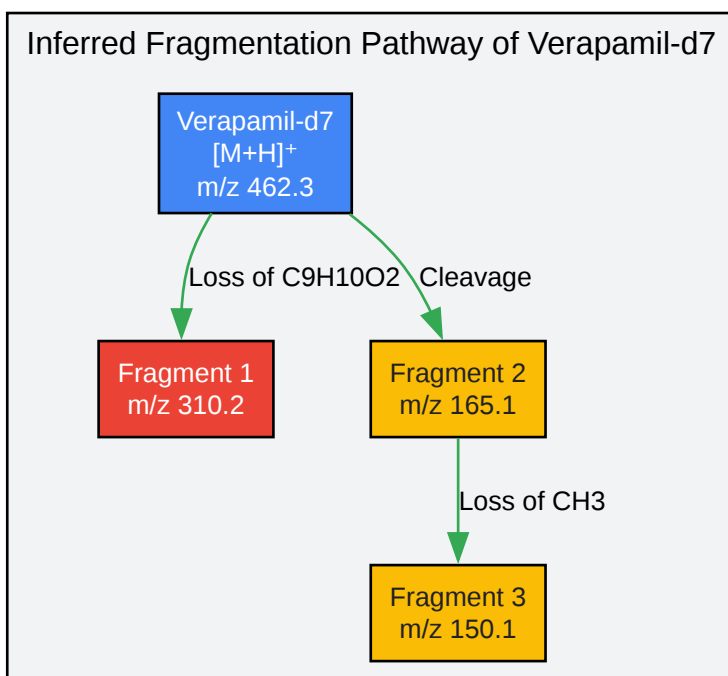 Inferred Fragmentation Pathway of Verapamil-d7
Verapamil-d7
[M+H]⁺
m/z 462.3
Loss of C9H10O2
Cleavage
Fragment 1
m/z 310.2
Fragment 2
m/z 165.1
Loss of CH3
Fragment 3
m/z 150.1